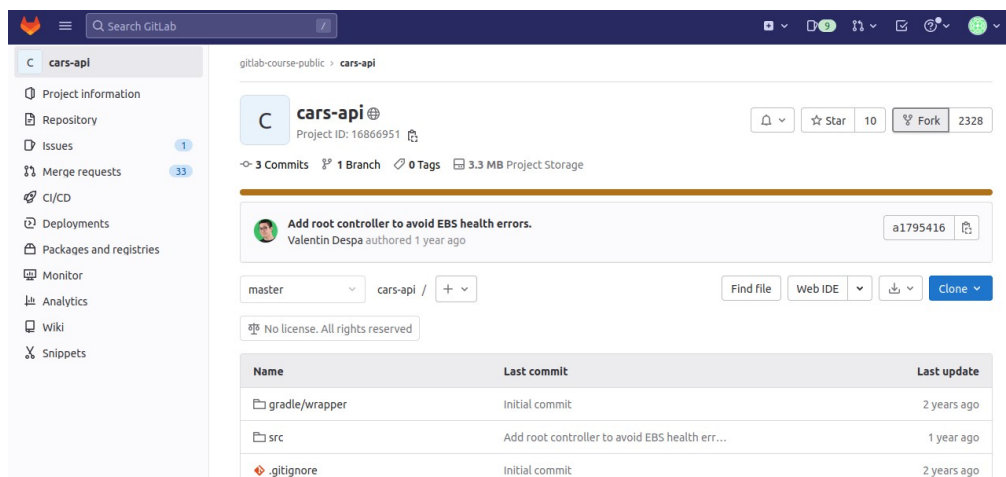 Search GitLab /
9
C cars-api
Project information
Repository
Issues 1
Merge requests 33
CI/CD
Deployments
Packages and registries
Monitor
Analytics
Wiki
Snippets
gitlab-course-public > cars-api
C
cars-api
Project ID: 16866951
Star 10
Fork 2328
3 Commits 1 Branch 0 Tags 3.3 MB Project Storage
Add root controller to avoid EBS health errors.
Valentin Despa authored 1 year ago
a1795416
master
cars-api / +
Find file
Web IDE
Clone
No license. All rights reserved
Name Last commit Last update
gradle/wrapper Initial commit 2 years ago
src Add root controller to avoid EBS health err... 1 year ago
.gitignore Initial commit 2 years ago